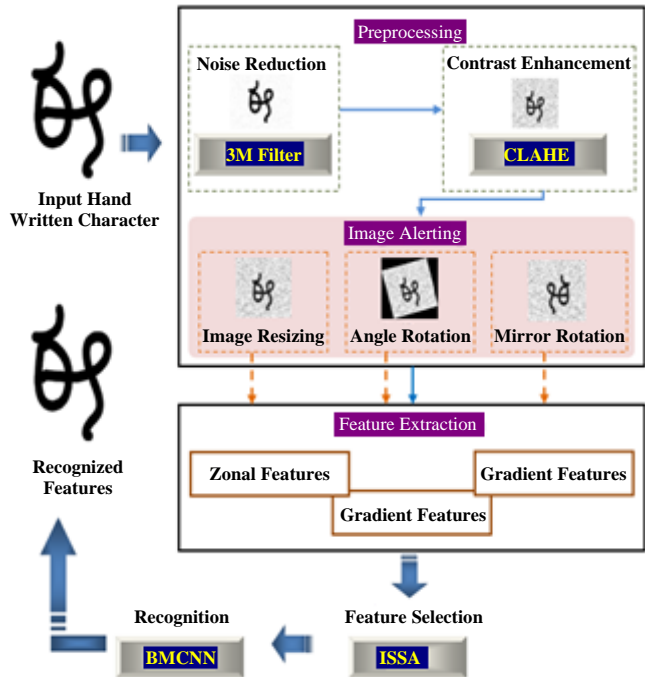 Preprocessing
Noise Reduction
Contrast Enhancement
3M Filter
CLAHE
Input Hand
Written Character
Image Alerting
Image Resizing
Angle Rotation
Mirror Rotation
Feature Extraction
Zonal Features
Gradient Features
Gradient Features
Recognized
Features
Recognition
Feature Selection
BMCNN
ISSA